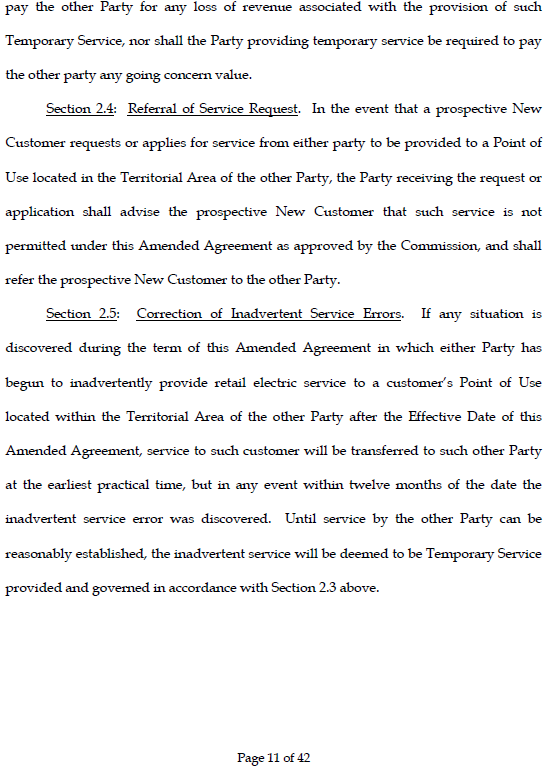 pay the other Party for any loss of revenue associated with the provision of such
Temporary Service, nor shall the Party providing temporary service be required to pay
the other party any going concern value.
Section 2.4: Referral of Service Request. In the event that a prospective New
Customer requests or applies for service from either party to be provided to a Point of
Use located in the Territorial Area of the other Party, the Party receiving the request or
application shall advise the prospective New Customer that such service is not
permitted under this Amended Agreement as approved by the Commission, and shall
refer the prospective New Customer to the other Party.
Section 2.5: Correction of Inadvertent Service Errors. If any situation is
discovered during the term of this Amended Agreement in which either Party has
begun to inadvertently provide retail electric service to a customer's Point of Use
located within the Territorial Area of the other Party after the Effective Date of this
Amended Agreement, service to such customer will be transferred to such other Party
at the earliest practical time, but in any event within twelve months of the date the
inadvertent service error was discovered. Until service by the other Party can be
reasonably established, the inadvertent service will be deemed to be Temporary Service
provided and governed in accordance with Section 2.3 above.
Page 11 of 42